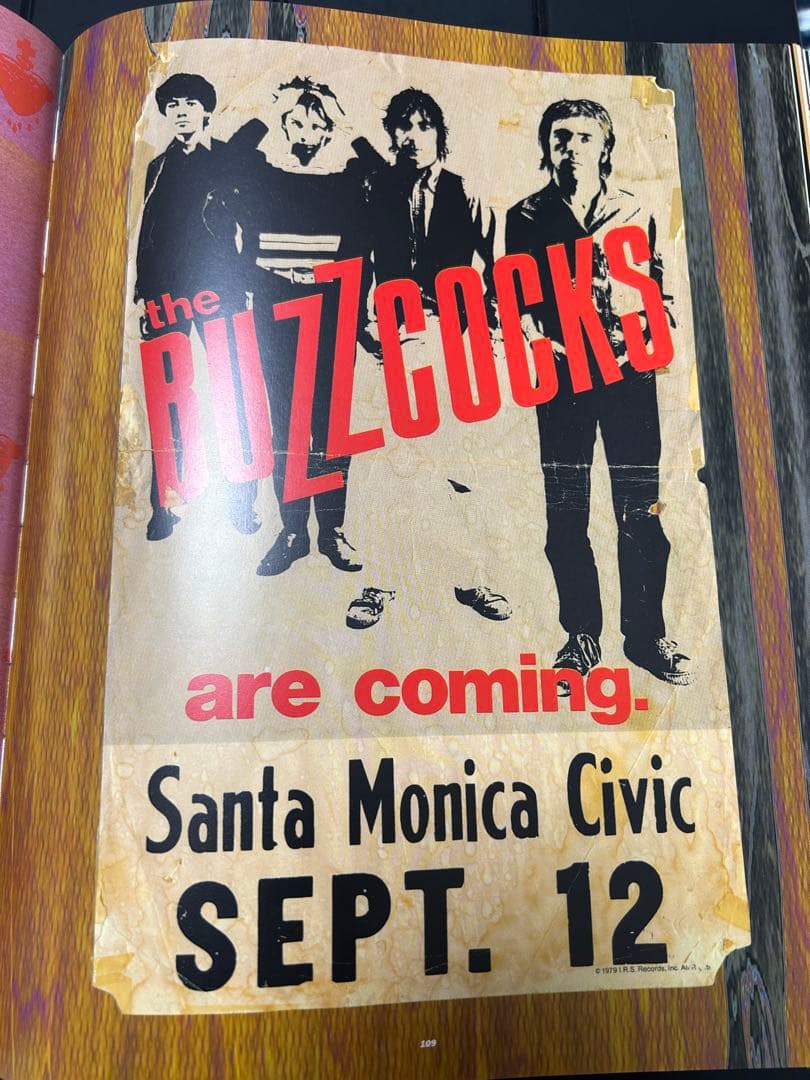 the
BUZZCOCKS
are coming.
Santa Monica Civic
SEPT. 12
© 1979 I.R.S. Records, Inc.
109